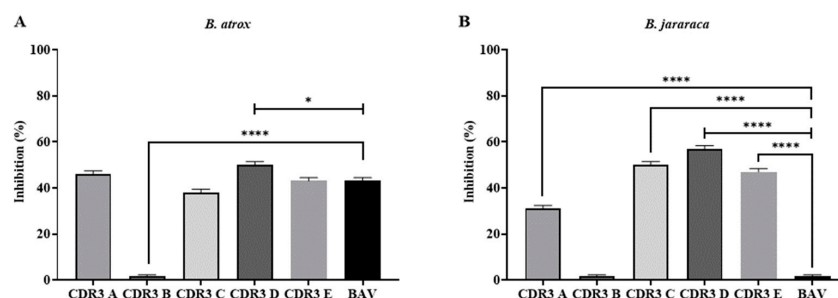 A
B. atrox
100
80
60
40
20
0
Inhibition (%)
*
****
CDR3 A CDR3 B CDR3 C CDR3 D CDR3 E BAV
B
B. jararaca
100
80
60
40
20
0
Inhibition (%)
****
****
****
****
CDR3 A CDR3 B CDR3 C CDR3 D CDR3 E BAV